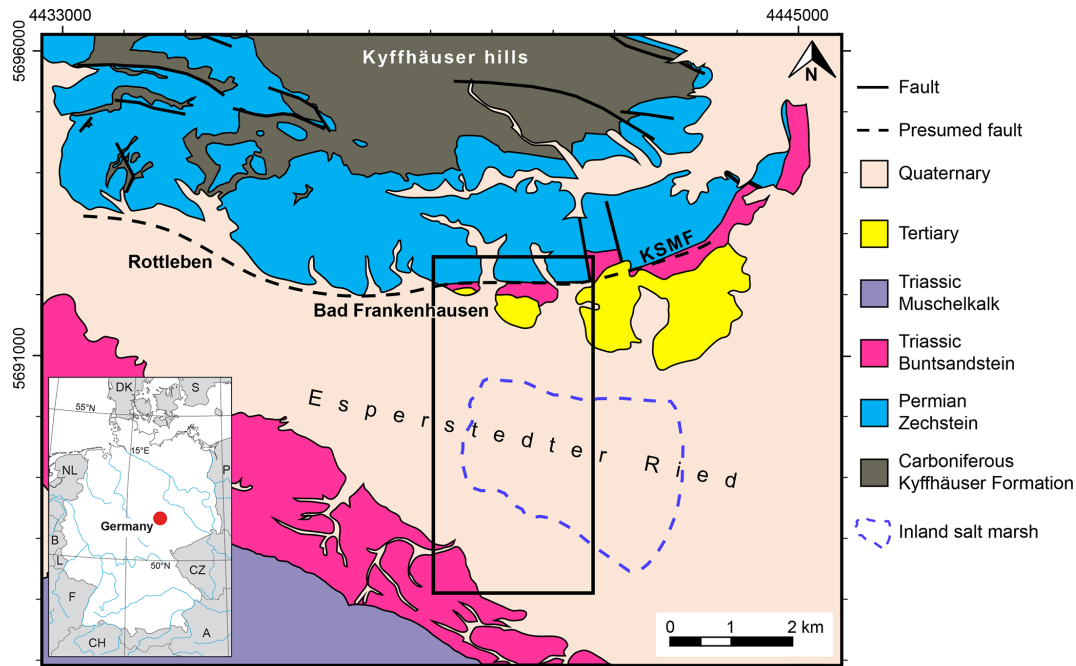 4433000
4445000
5696000
5691000
Kyffhäuser hills
N
Rottleben
KSMF
Bad Frankenhausen
Esperstedter Ried
DK
S
55°N
15°E
NL
P
Germany
B
L
50°N
CZ
F
CH
A
0 1 2 km
Fault
Presumed fault
Quaternary
Tertiary
Triassic
Muschelkalk
Triassic
Buntsandstein
Permian
Zechstein
Carboniferous
Kyffhäuser Formation
Inland salt marsh